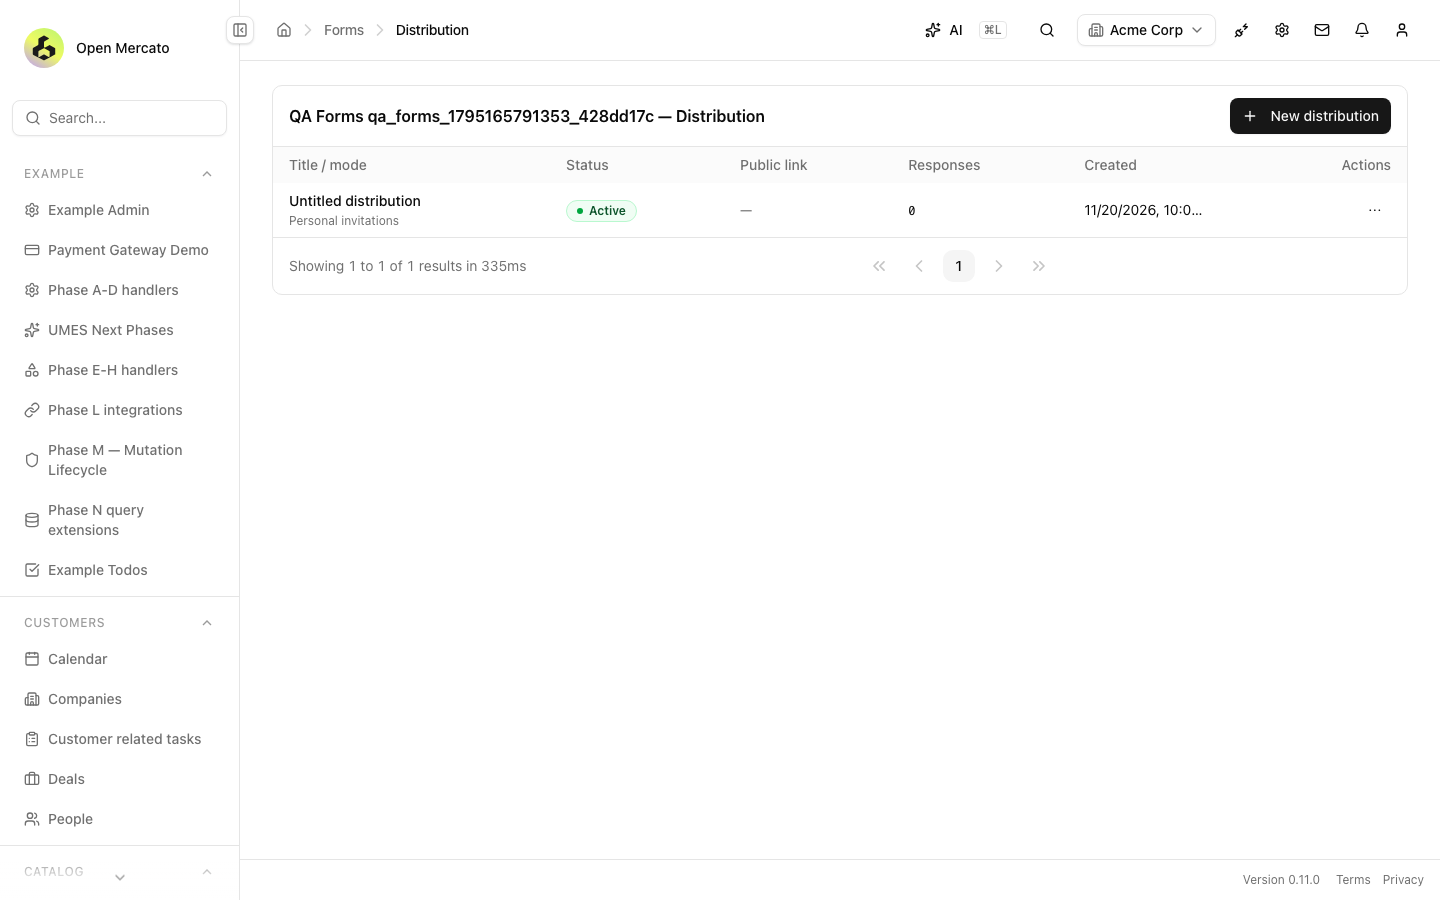 Open Mercato
Forms
Distribution
AI
⌘L
Acme Corp
Search...
EXAMPLE
Example Admin
Payment Gateway Demo
Phase A-D handlers
UMES Next Phases
Phase E-H handlers
Phase L integrations
Phase M — Mutation
Lifecycle
Phase N query
extensions
Example Todos
CUSTOMERS
Calendar
Companies
Customer related tasks
Deals
People
CATALOG
QA Forms qa_forms_1795165791353_428dd17c — Distribution
New distribution
Title / mode
Status
Public link
Responses
Created
Actions
Untitled distribution
Personal invitations
Active
—
0
11/20/2026, 10:0...
...
Showing 1 to 1 of 1 results in 335ms
1
Version 0.11.0
Terms
Privacy